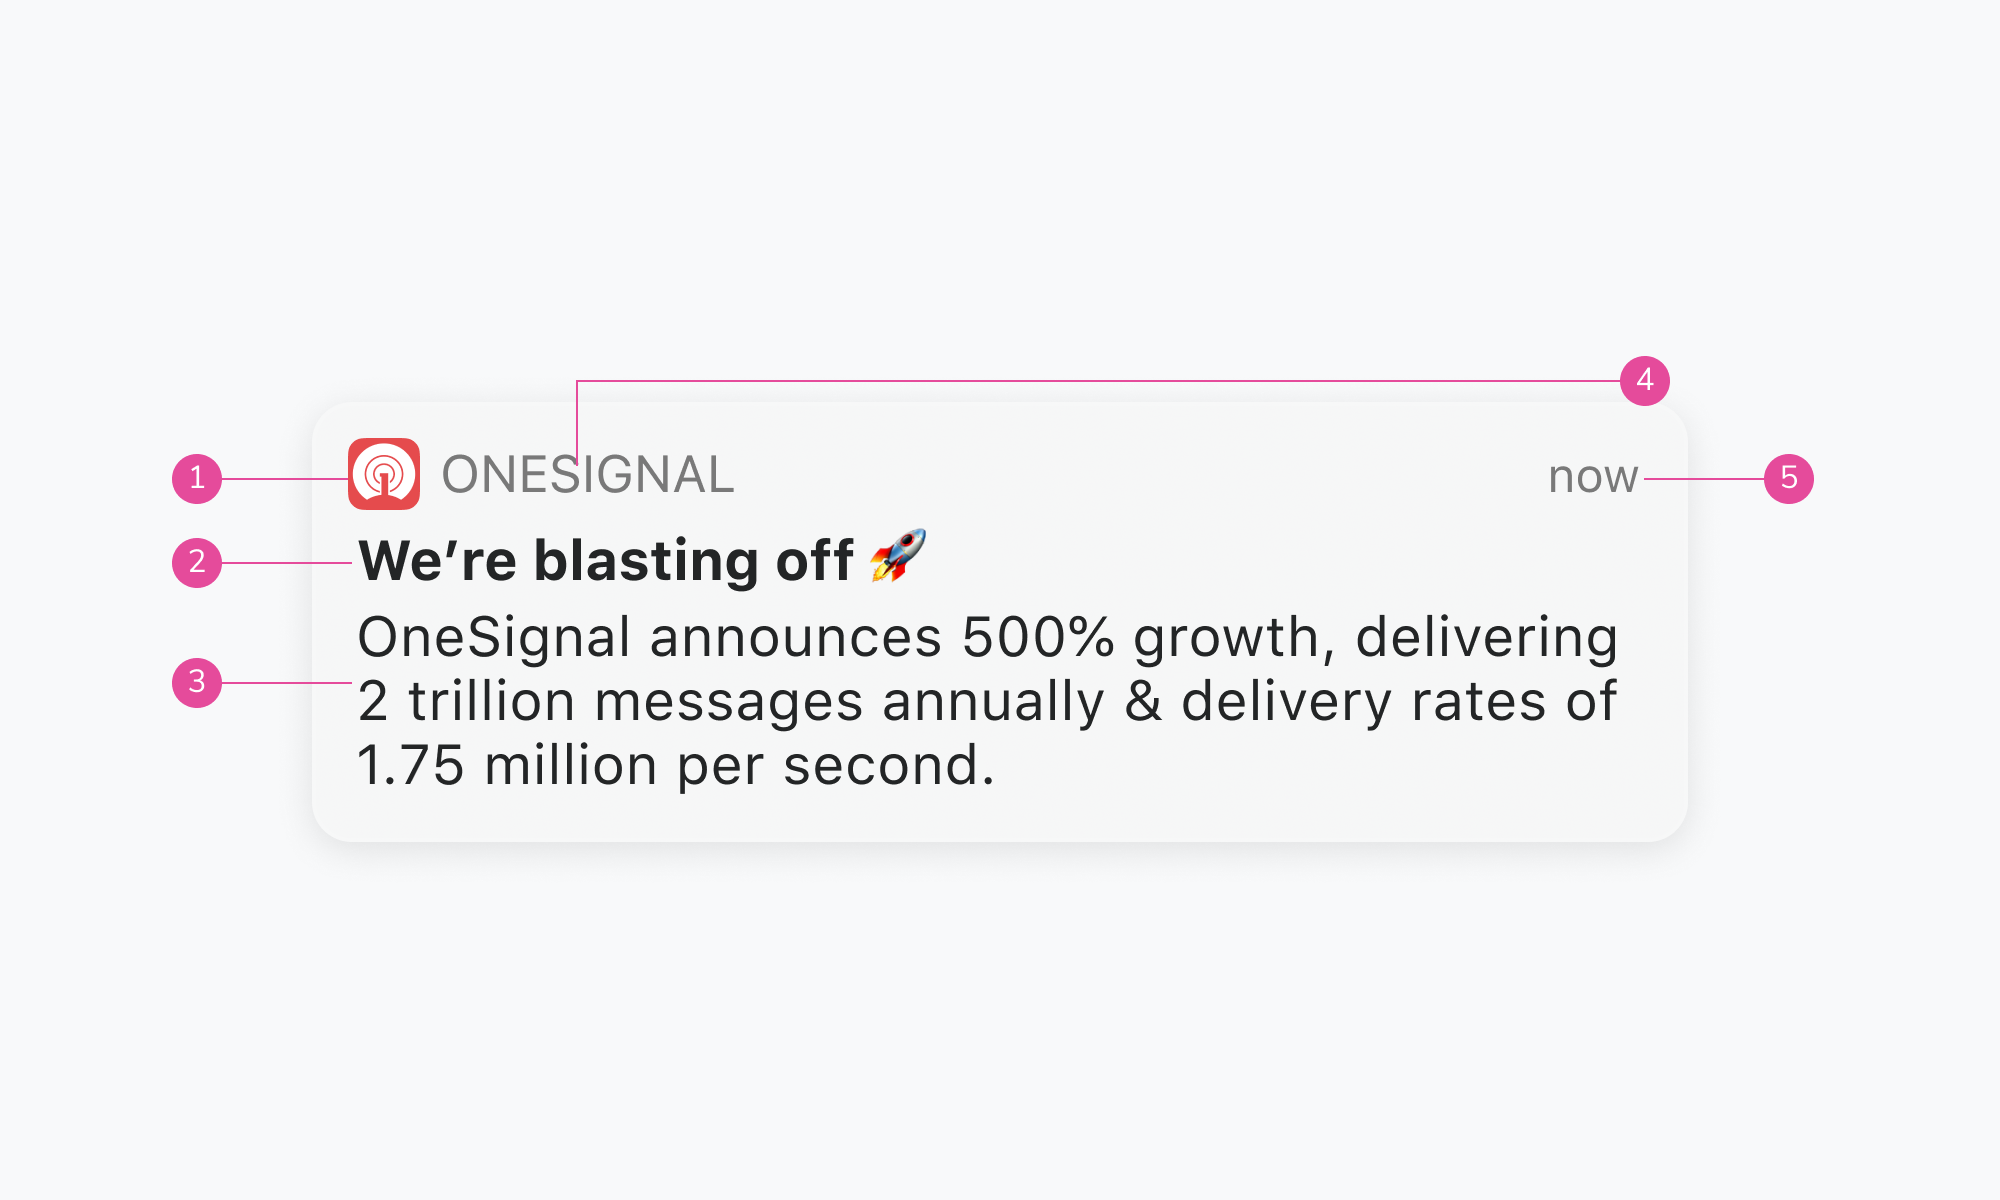 4
1
ONESIGNAL
now
5
2
We’re blasting off 🚀
OneSignal announces 500% growth, delivering
3
2 trillion messages annually & delivery rates of
1.75 million per second.